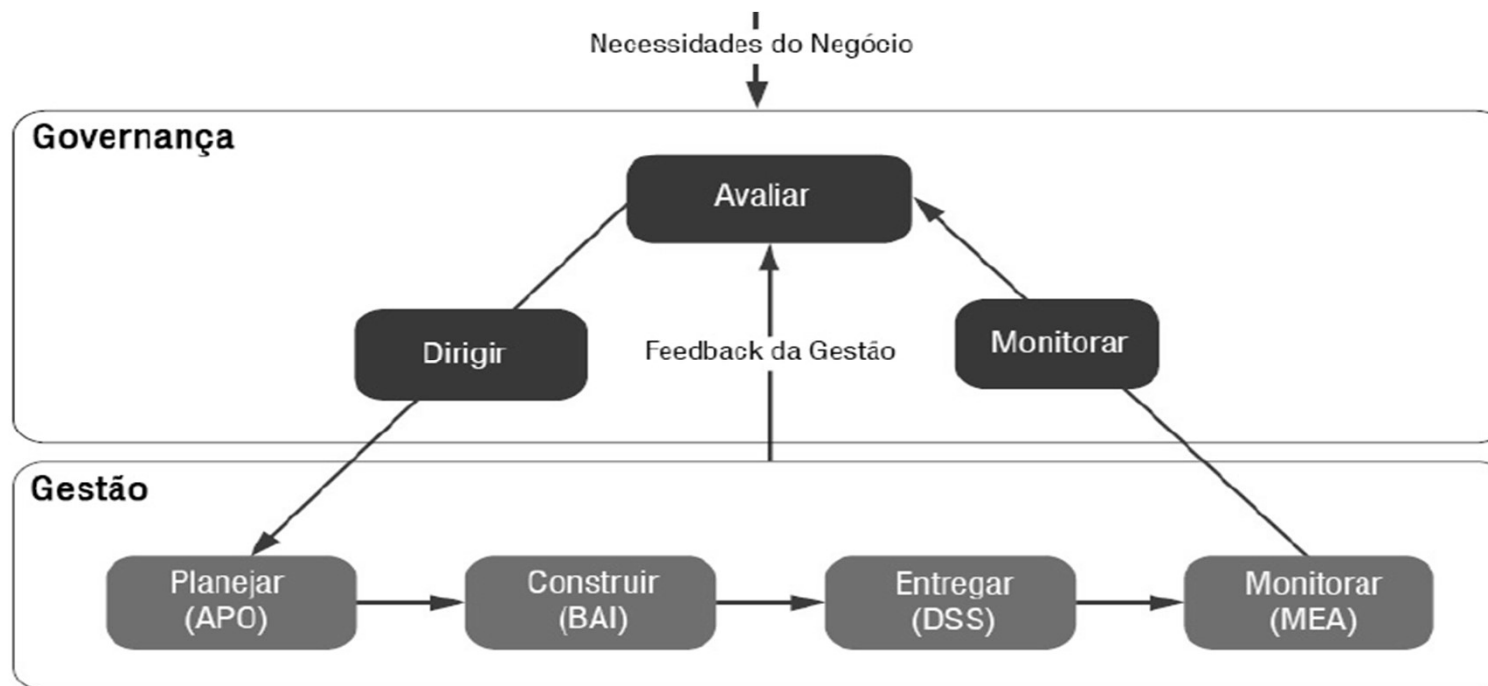 Necessidades do Negócio
Governança
Avaliar
Dirigir
Feedback da Gestão
Monitorar
Gestão
Planejar
(APO)
Construir
(BAI)
Entregar
(DSS)
Monitorar
(MEA)